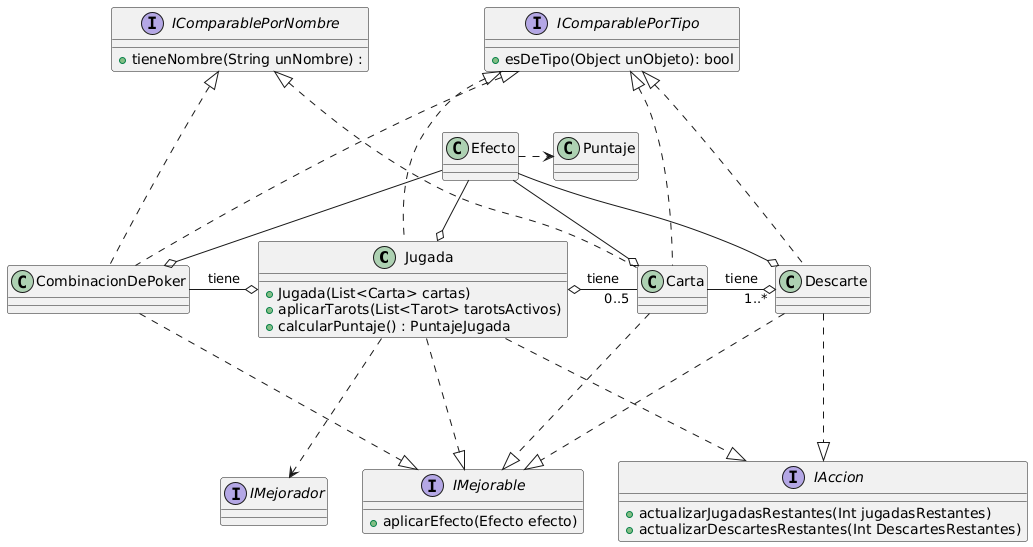 I IComparablePorNombre
tieneNombre(String unNombre) :
I IComparablePorTipo
esDeTipo(Object unObjeto): bool
C Efecto
C Puntaje
C CombinacionDePoker
tiene
C Jugada
Jugada(List<Carta> cartas)
aplicarTarots(List<Tarot> tarotsActivos)
calcularPuntaje() : PuntajeJugada
tiene
0..5
C Carta
tiene
1..*
C Descarte
I IMejorador
I IMejorable
aplicarEfecto(Efecto efecto)
I IAccion
actualizarJugadasRestantes(Int jugadasRestantes)
actualizarDescartesRestantes(Int DescartesRestantes)